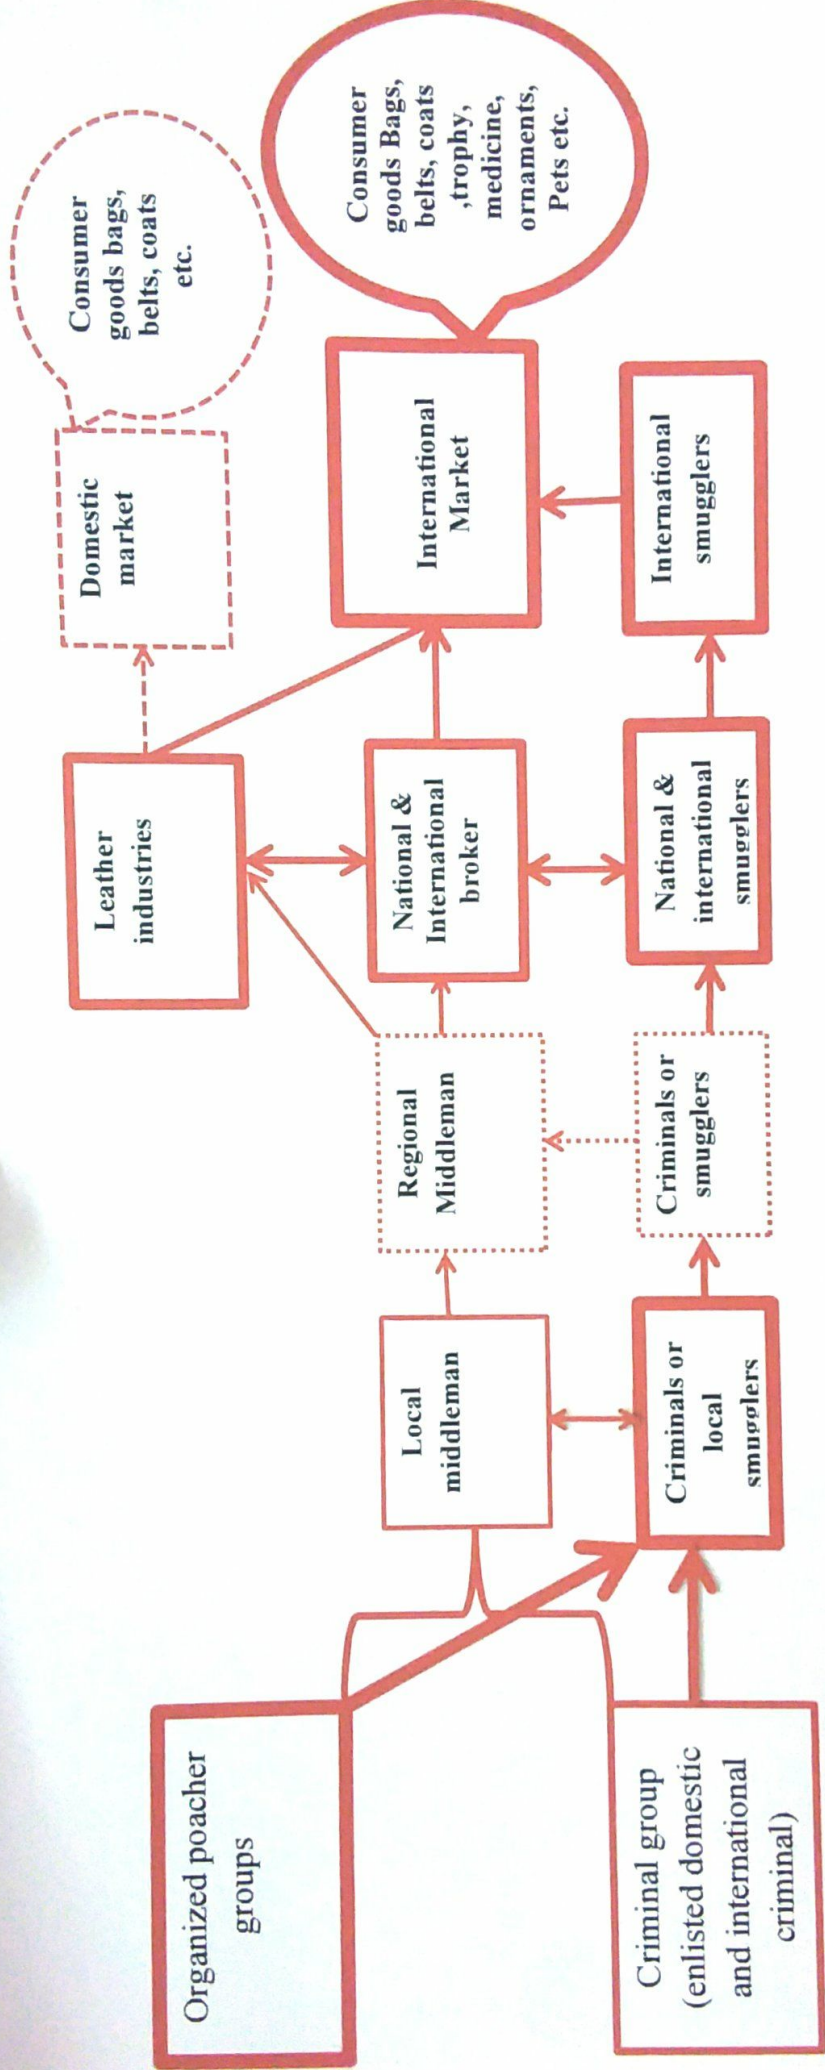 Organized poacher
groups
Criminal group
(enlisted domestic
and international
criminal)
Local
middleman
Criminals or
local
smugglers
Regional
Middleman
Criminals or
smugglers
Leather
industries
National &
International
broker
National &
international
smugglers
Domestic
market
International
Market
International
smugglers
Consumer
goods bags,
belts, coats
etc.
Consumer
goods Bags,
belts, coats
,trophy,
medicine,
ornaments,
Pets etc.